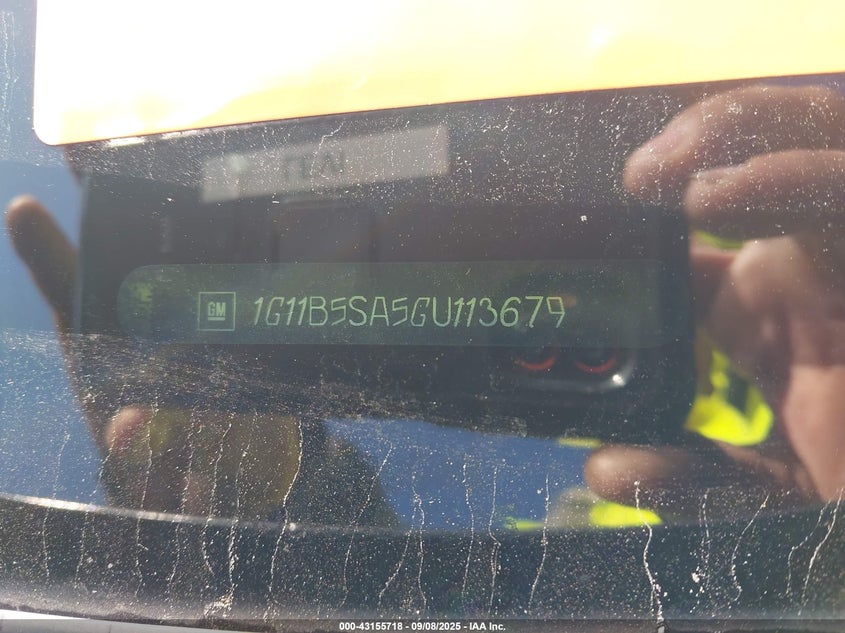 GM 1G11B5SA5GU113679
000-43155718 - 09/08/2025 - IAA Inc.